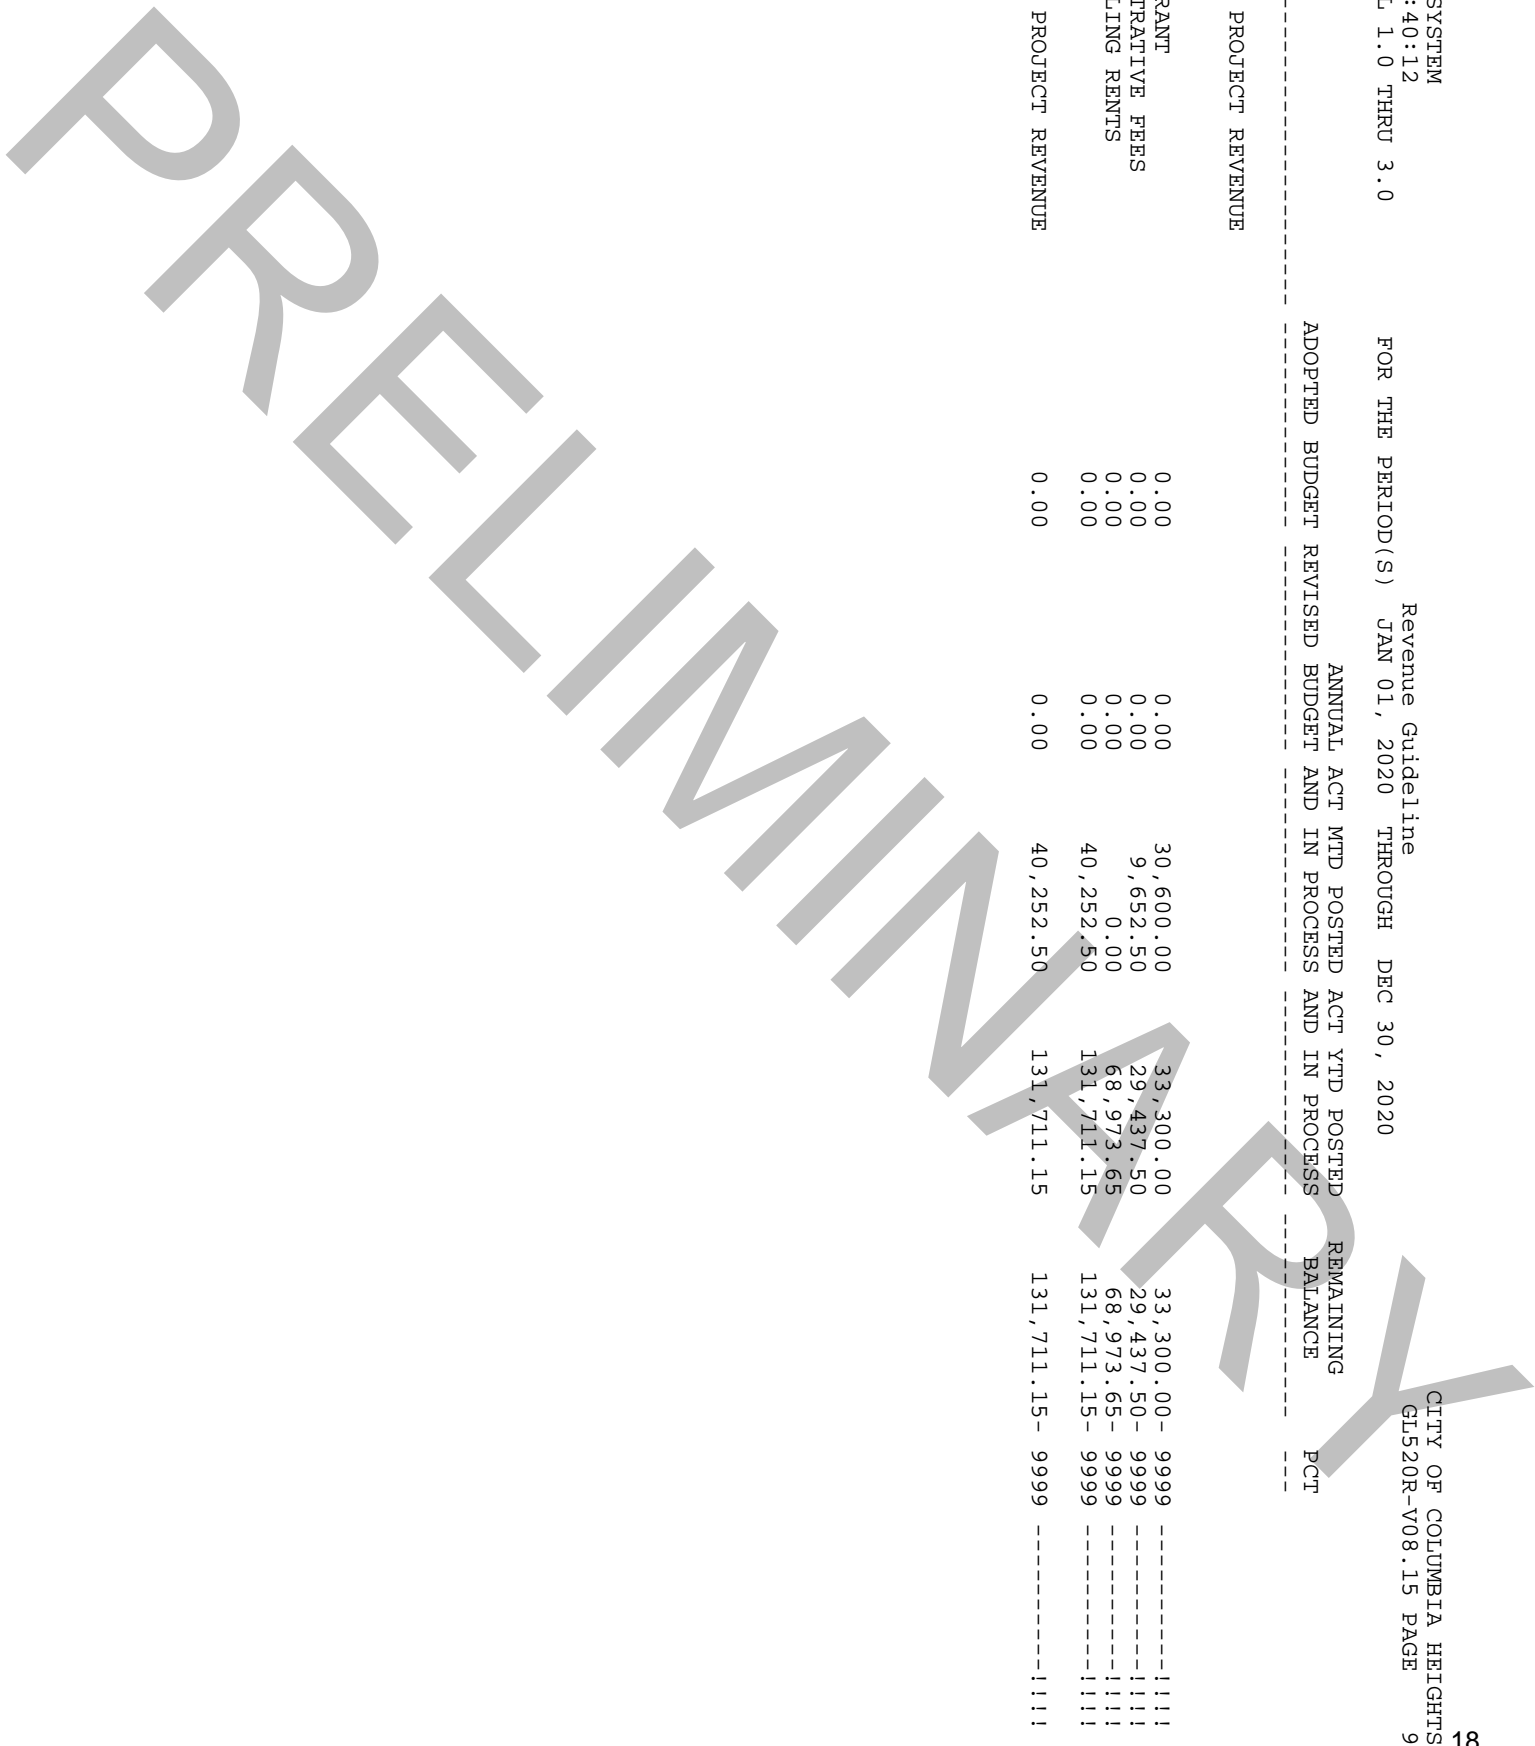 SYSTEM CITY OF COLUMBIA HEIGHTS
:40:12 Revenue Guideline GL520R-V08.15 PAGE 9
L 1.0 THRU 3.0 FOR THE PERIOD(S) JAN 01, 2020 THROUGH DEC 30, 2020
ANNUAL ACT MTD POSTED ACT YTD POSTED REMAINING
ADOPTED BUDGET REVISED BUDGET AND IN PROCESS AND IN PROCESS BALANCE PCT
PROJECT REVENUE
RANT 0.00 0.00 30,600.00 33,300.00 33,300.00- 9999 ------------!!!!
TRATIVE FEES 0.00 0.00 9,652.50 29,437.50 29,437.50- 9999 ------------!!!!
LING RENTS 0.00 0.00 0.00 68,973.65 68,973.65- 9999 ------------!!!!
0.00 0.00 40,252.50 131,711.15 131,711.15- 9999 ------------!!!!
PROJECT REVENUE 0.00 0.00 40,252.50 131,711.15 131,711.15- 9999 ------------!!!!
18
PRELIMINARY